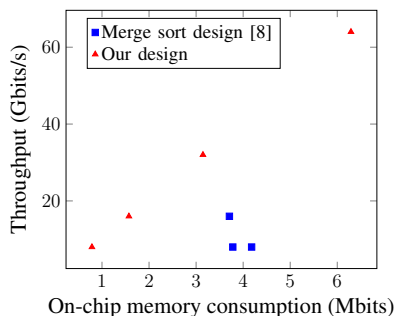 Merge sort design [8]
Our design
Throughput (Gbits/s)
60
40
20
1 2 3 4 5 6
On-chip memory consumption (Mbits)